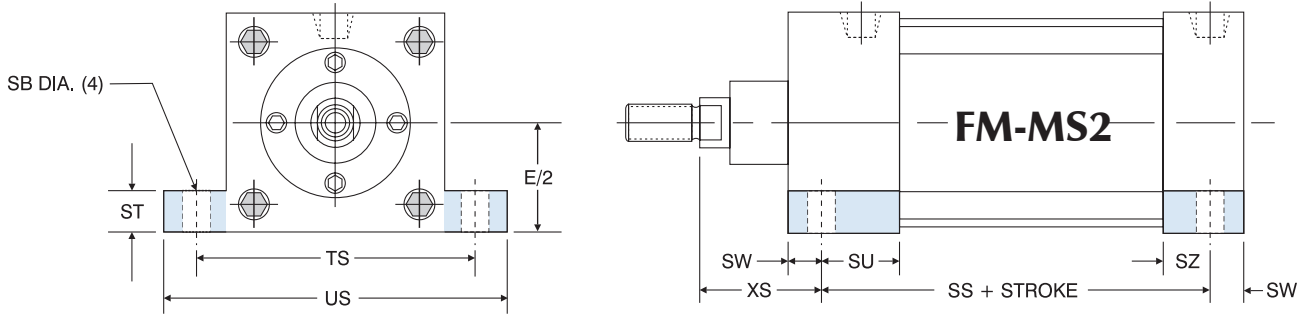 SB DIA. (4)
ST
E/2
TS
US
FM-MS2
SW
SU
SZ
XS
SS + STROKE
SW